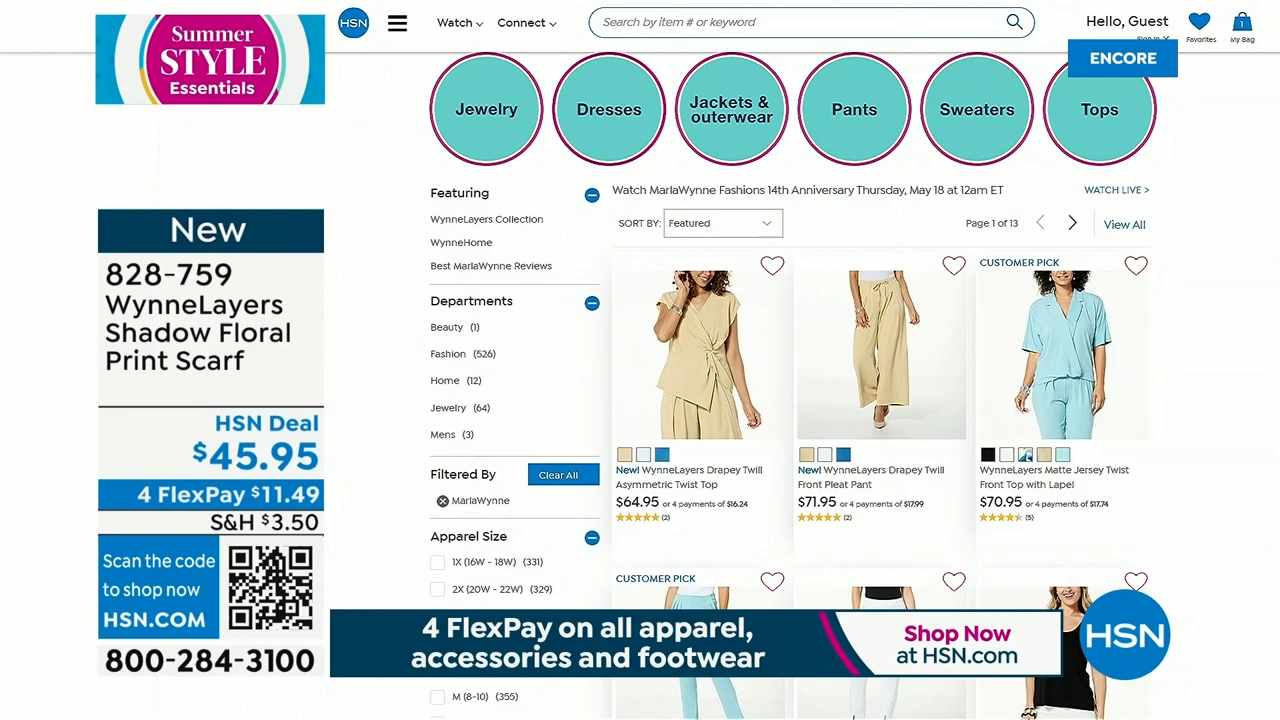 Summer
STYLE
Essentials
HSN
Watch
Connect
Search by item # or keyword
Hello, Guest
Sign in
Favorites
1
My Bag
ENCORE
Jewelry
Dresses
Jackets &
outerwear
Pants
Sweaters
Tops
New
828-759
WynneLayers
Shadow Floral
Print Scarf
HSN Deal
$45.95
4 FlexPay $11.49
S&H $3.50
Scan the code
to shop now
HSN.COM
800-284-3100
Featuring
WynneLayers Collection
WynneHome
Best MarlaWynne Reviews
Departments
Beauty (1)
Fashion (526)
Home (12)
Jewelry (64)
Mens (3)
Filtered By
Clear All
MarlaWynne
Apparel Size
1X (16W - 18W) (331)
2X (20W - 22W) (329)
M (8-10) (355)
Watch MarlaWynne Fashions 14th Anniversary Thursday, May 18 at 12am ET
WATCH LIVE >
SORT BY: Featured
Page 1 of 13
View All
New! WynneLayers Drapey Twill
Asymmetric Twist Top
$64.95 or 4 payments of $16.24
(2)
New! WynneLayers Drapey Twill
Front Pleat Pant
$71.95 or 4 payments of $17.99
(2)
CUSTOMER PICK
WynneLayers Matte Jersey Twist
Front Top with Lapel
$70.95 or 4 payments of $17.74
(5)
CUSTOMER PICK
4 FlexPay on all apparel,
accessories and footwear
Shop Now
at HSN.com
HSN